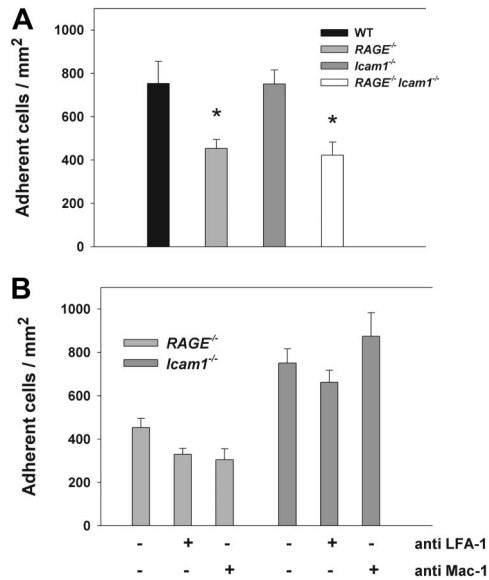 A
Adherent cells / mm²
1000
800
600
400
200
0
WT
RAGE-/-
Icam1-/-
RAGE-/- Icam1-/-
*
*
B
Adherent cells / mm²
1000
800
600
400
200
0
RAGE-/-
Icam1-/-
- + - - + - anti LFA-1
- - + - - + anti Mac-1